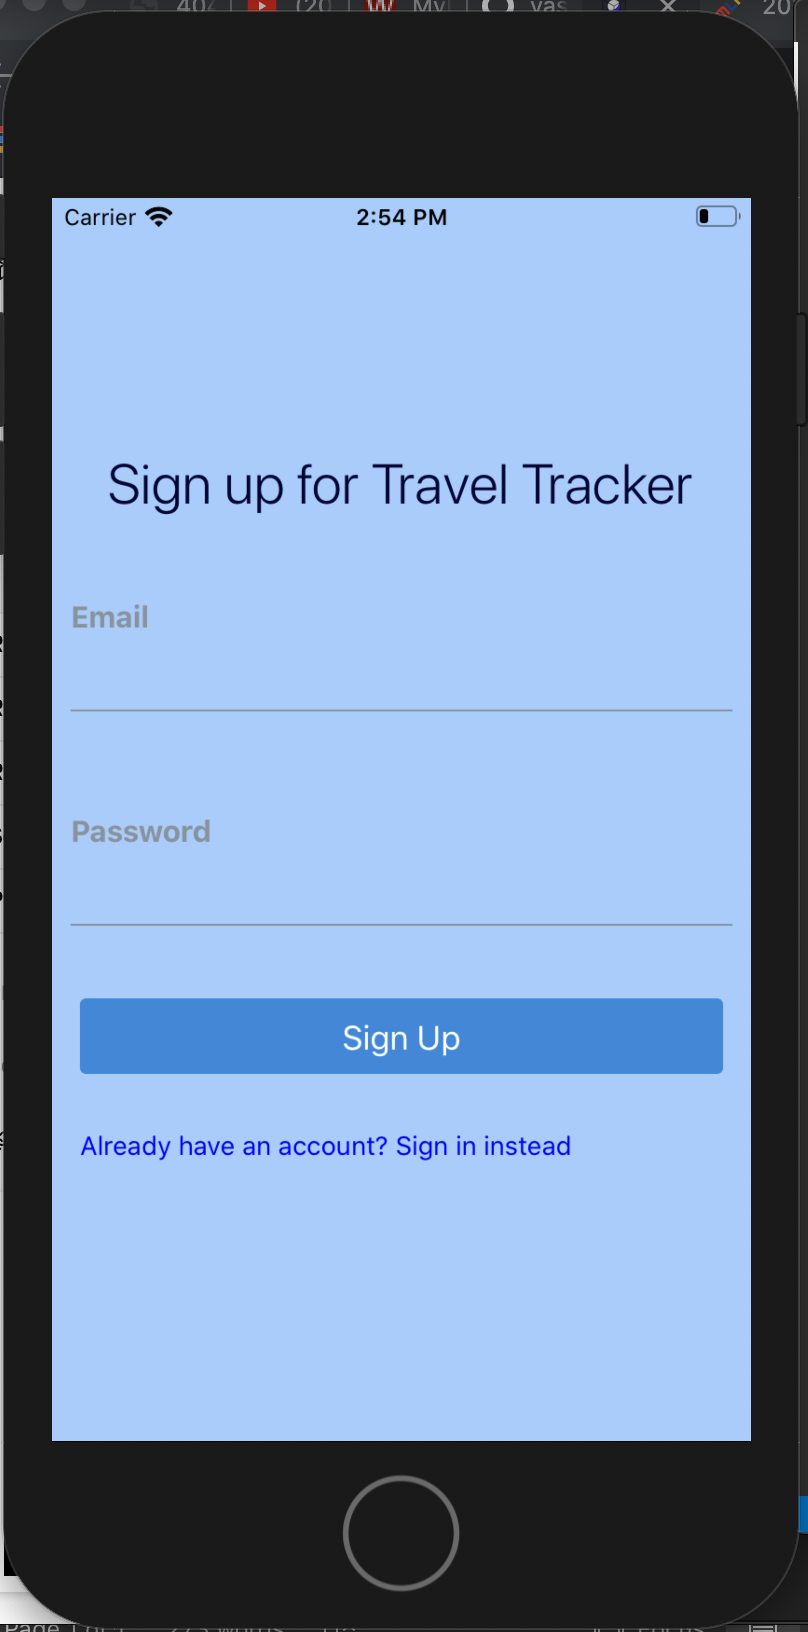 Carrier 2:54 PM
Sign up for Travel Tracker
Email
Password
Sign Up
Already have an account? Sign in instead